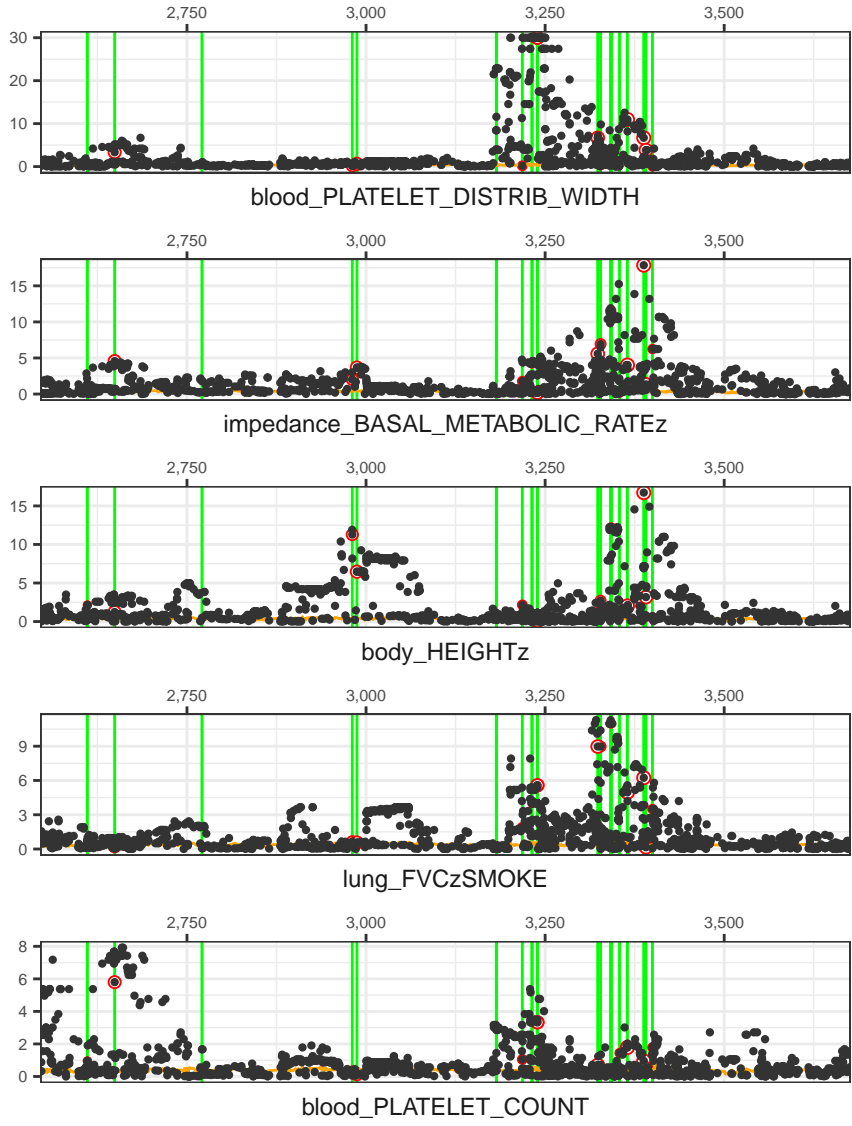 2,750 3,000 3,250 3,500
30
20
10
0
blood_PLATELET_DISTRIB_WIDTH
2,750 3,000 3,250 3,500
15
10
5
0
impedance_BASAL_METABOLIC_RATEz
2,750 3,000 3,250 3,500
15
10
5
0
body_HEIGHTz
2,750 3,000 3,250 3,500
9
6
3
0
lung_FVCzSMOKE
2,750 3,000 3,250 3,500
8
6
4
2
0
blood_PLATELET_COUNT